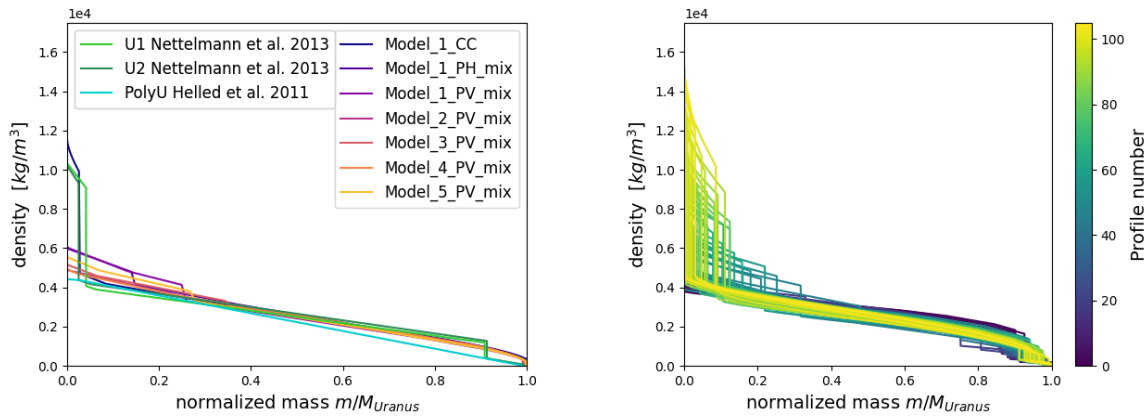 1e4
U1 Nettelmann et al. 2013
U2 Nettelmann et al. 2013
PolyU Helled et al. 2011
Model_1_CC
Model_1_PH_mix
Model_1_PV_mix
Model_2_PV_mix
Model_3_PV_mix
Model_4_PV_mix
Model_5_PV_mix
1.6
1.4
1.2
1.0
0.8
0.6
0.4
0.2
0.0
density [kg/m³]
0.0 0.2 0.4 0.6 0.8 1.0
normalized mass m/M_Uranus
1e4
1.6
1.4
1.2
1.0
0.8
0.6
0.4
0.2
0.0
density [kg/m³]
0.0 0.2 0.4 0.6 0.8 1.0
normalized mass m/M_Uranus
100
80
60
40
20
0
Profile number